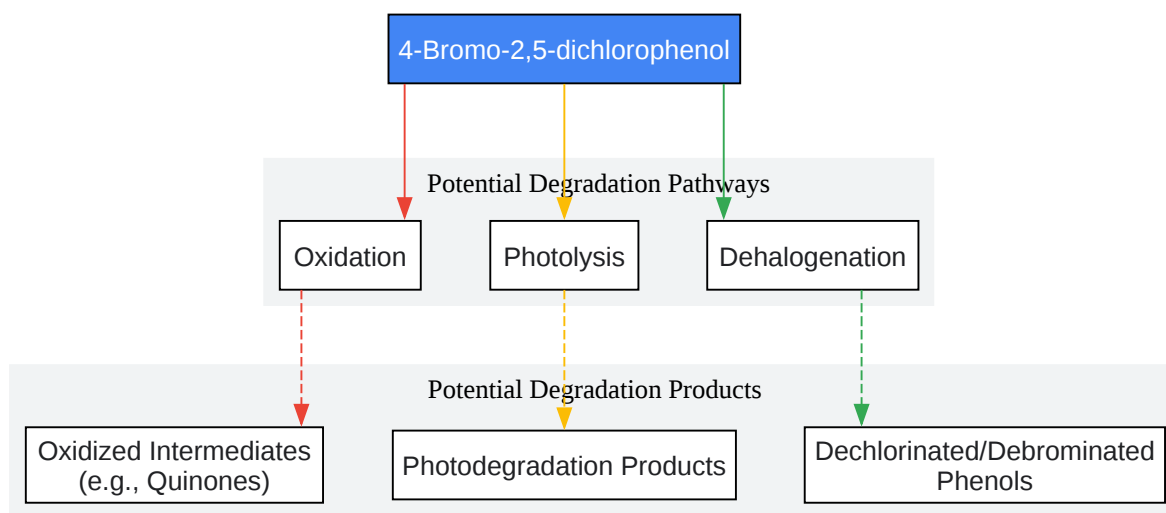 4-Bromo-2,5-dichlorophenol
Potential Degradation Pathways
Oxidation
Photolysis
Dehalogenation
Potential Degradation Products
Oxidized Intermediates
(e.g., Quinones)
Photodegradation Products
Dechlorinated/Debrominated
Phenols